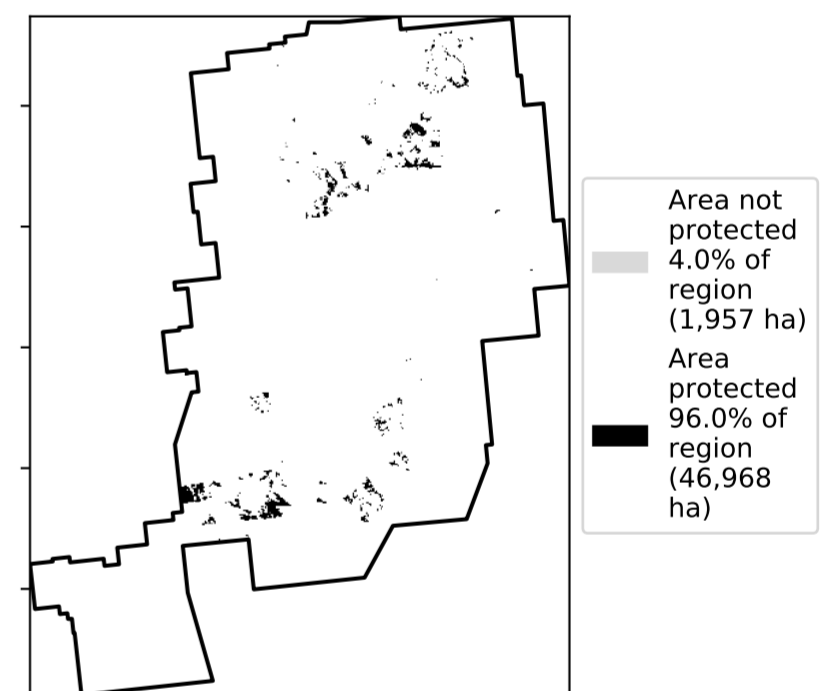 Area not
protected
4.0% of
region
(1,957 ha)
Area
protected
96.0% of
region
(46,968
ha)